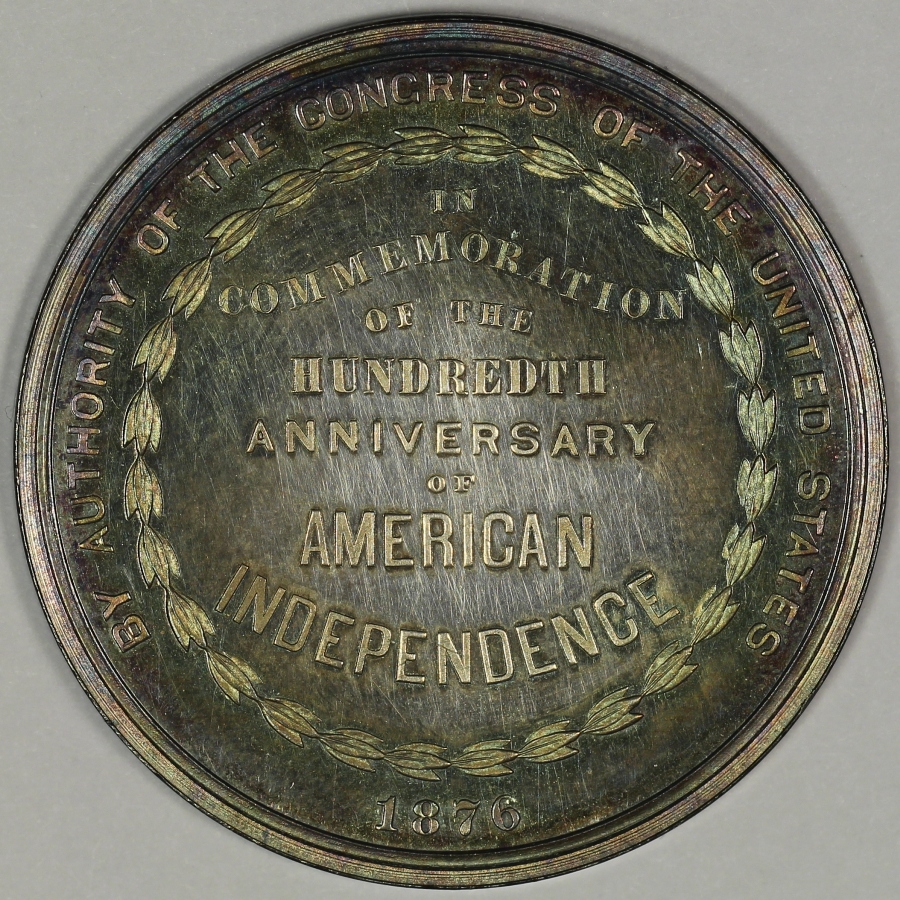 BY AUTHORITY OF THE CONGRESS OF THE UNITED STATES
IN
COMMEMORATION
OF THE
HUNDREDTH
ANNIVERSARY
OF
AMERICAN
INDEPENDENCE
1876